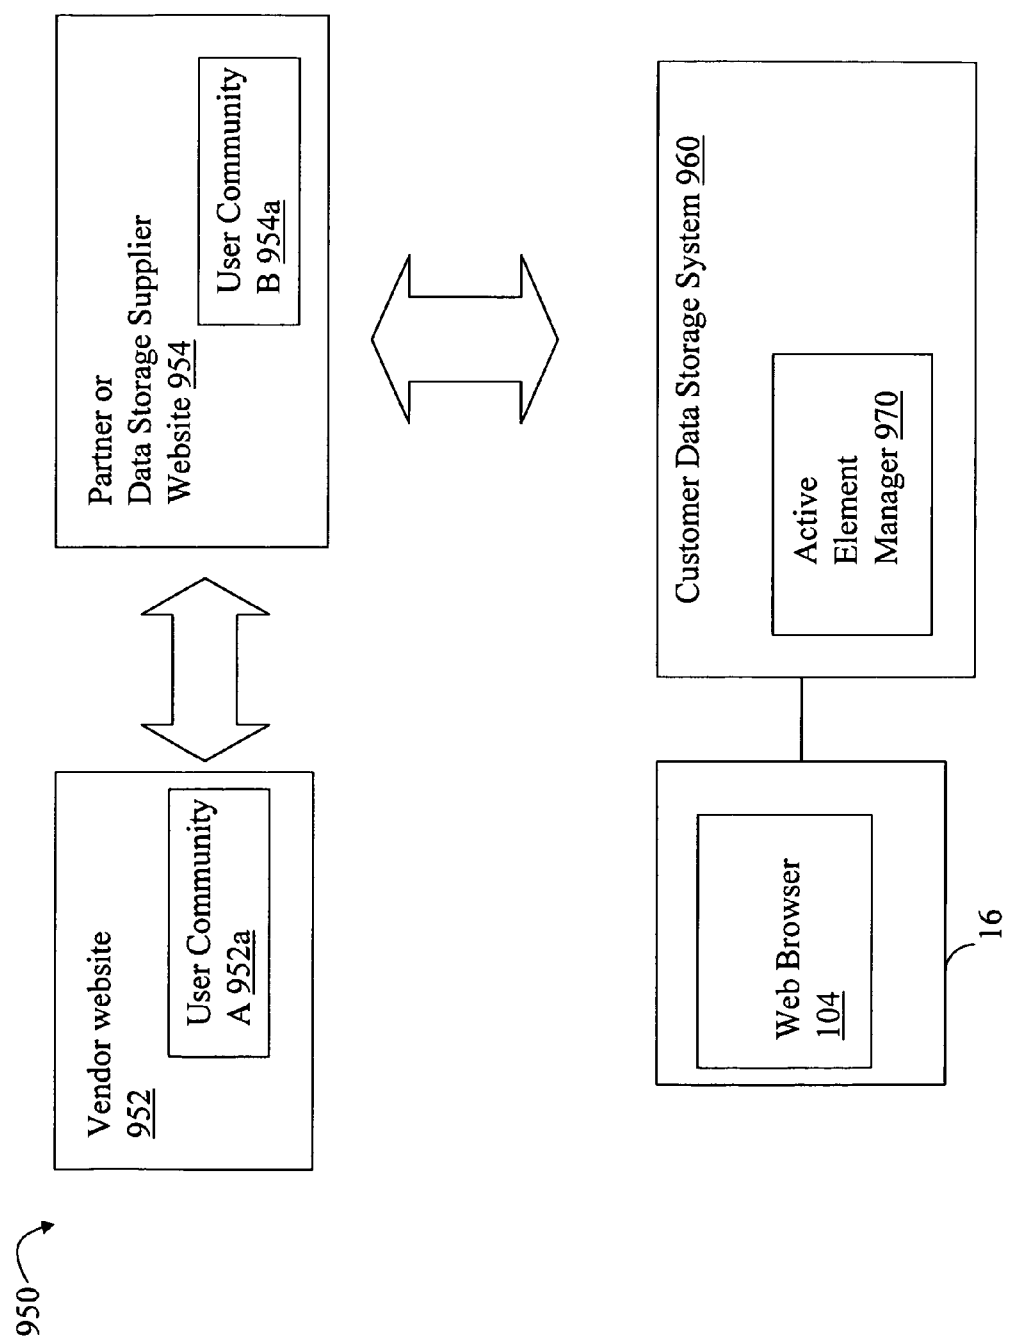 950
Vendor website
952
User Community
A 952a
Partner or
Data Storage Supplier
Website 954
User Community
B 954a
Web Browser
104
16
Customer Data Storage System 960
Active
Element
Manager 970